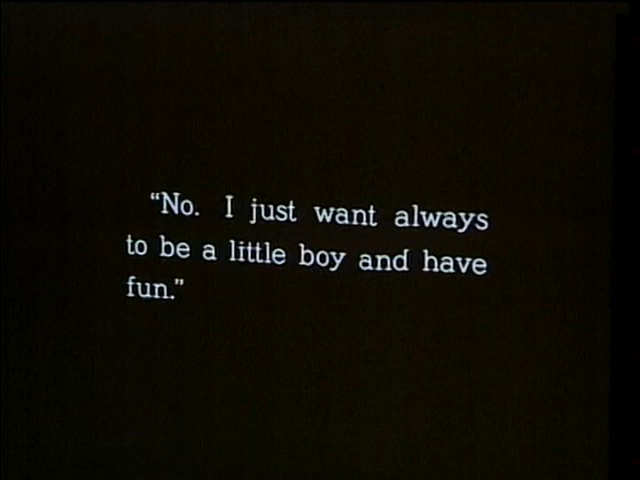 “No. I just want always
to be a little boy and have
fun.”